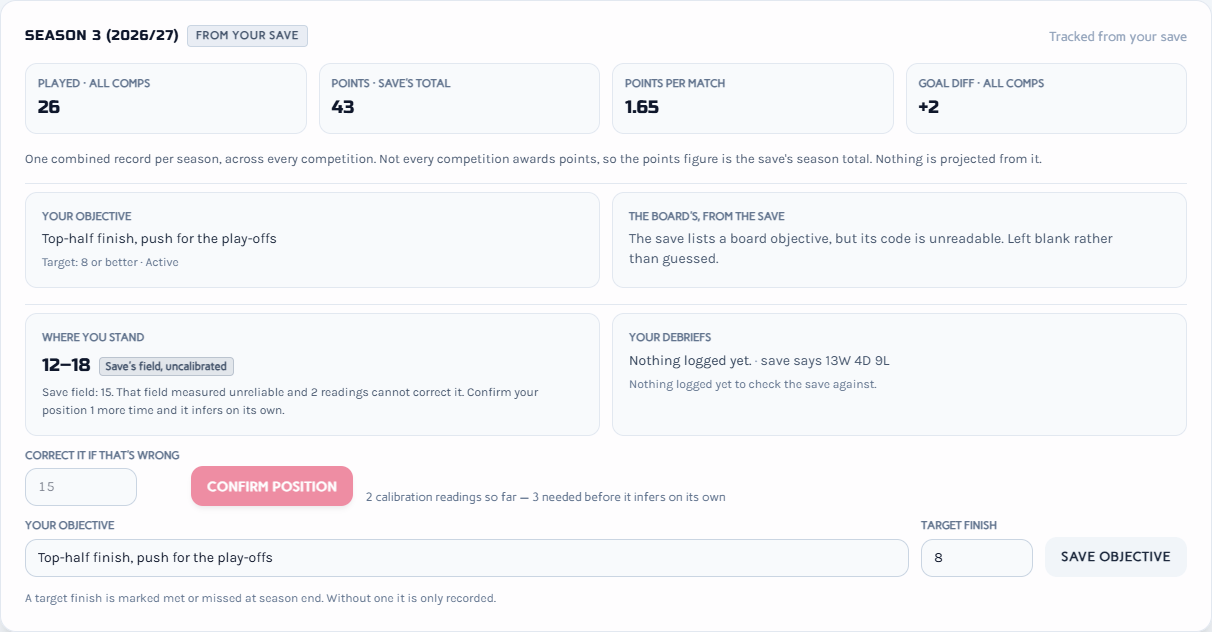 SEASON 3 (2026/27) FROM YOUR SAVE
Tracked from your save
PLAYED · ALL COMPS
26
POINTS · SAVE'S TOTAL
43
POINTS PER MATCH
1.65
GOAL DIFF · ALL COMPS
+2
One combined record per season, across every competition. Not every competition awards points, so the points figure is the save's season total. Nothing is projected from it.
YOUR OBJECTIVE
Top-half finish, push for the play-offs
Target: 8 or better · Active
THE BOARD'S, FROM THE SAVE
The save lists a board objective, but its code is unreadable. Left blank rather
than guessed.
WHERE YOU STAND
12–18 Save's field, uncalibrated
Save field: 15. That field measured unreliable and 2 readings cannot correct it. Confirm your
position 1 more time and it infers on its own.
YOUR DEBRIEFS
Nothing logged yet. · save says 13W 4D 9L
Nothing logged yet to check the save against.
CORRECT IT IF THAT'S WRONG
15
CONFIRM POSITION
2 calibration readings so far — 3 needed before it infers on its own
YOUR OBJECTIVE
Top-half finish, push for the play-offs
TARGET FINISH
8
SAVE OBJECTIVE
A target finish is marked met or missed at season end. Without one it is only recorded.